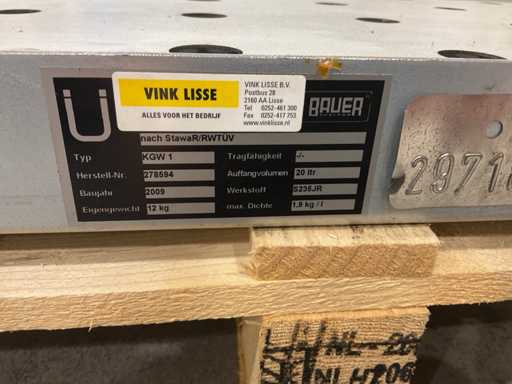 Ü
VINK LISSE
ALLES VOOR HET BEDRIJF
VINK LISSE B.V.
Postbus 28
2160 AA Lisse
Tel 0252-461 300
Fax 0252-417 753
www.vinklisse.nl
BAUER
nach StawaR/RWTÜV
Typ KGW 1 Tragfähigkeit -/-
Herstell-Nr. 278594 Auffangvolumen 20 ltr
Baujahr 2009 Werkstoff S235JR
Eigengewicht 12 kg max. Dichte 1,9 kg / l
2971